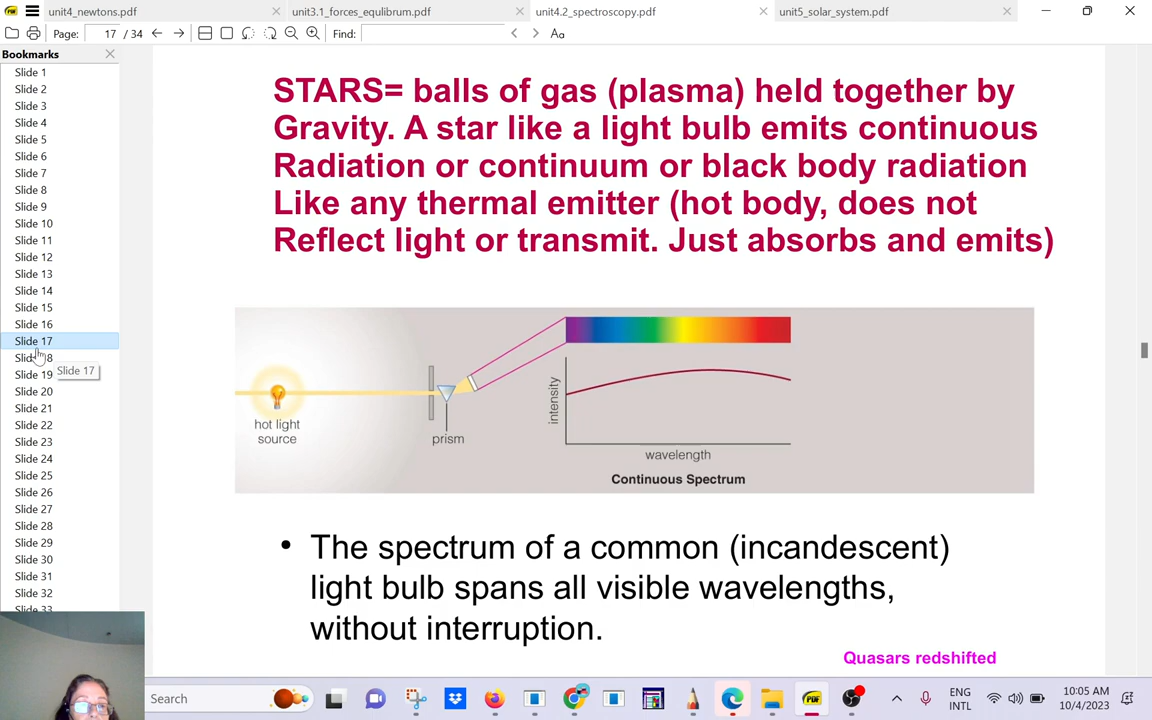 unit4_newtons.pdf
unit3.1_forces_equlibrum.pdf
unit4.2_spectroscopy.pdf
unit5_solar_system.pdf
Page: 17 / 34
Find:
Aa
Bookmarks
Slide 1
Slide 2
Slide 3
Slide 4
Slide 5
Slide 6
Slide 7
Slide 8
Slide 9
Slide 10
Slide 11
Slide 12
Slide 13
Slide 14
Slide 15
Slide 16
Slide 17
Slide 17
Slide 19
Slide 20
Slide 21
Slide 22
Slide 23
Slide 24
Slide 25
Slide 26
Slide 27
Slide 28
Slide 29
Slide 30
Slide 31
Slide 32
Slide 33
STARS= balls of gas (plasma) held together by
Gravity. A star like a light bulb emits continuous
Radiation or continuum or black body radiation
Like any thermal emitter (hot body, does not
Reflect light or transmit. Just absorbs and emits)
hot light
source
prism
intensity
wavelength
Continuous Spectrum
• The spectrum of a common (incandescent)
light bulb spans all visible wavelengths,
without interruption.
Quasars redshifted
Search
PDF
ENG
INTL
10:05 AM
10/4/2023